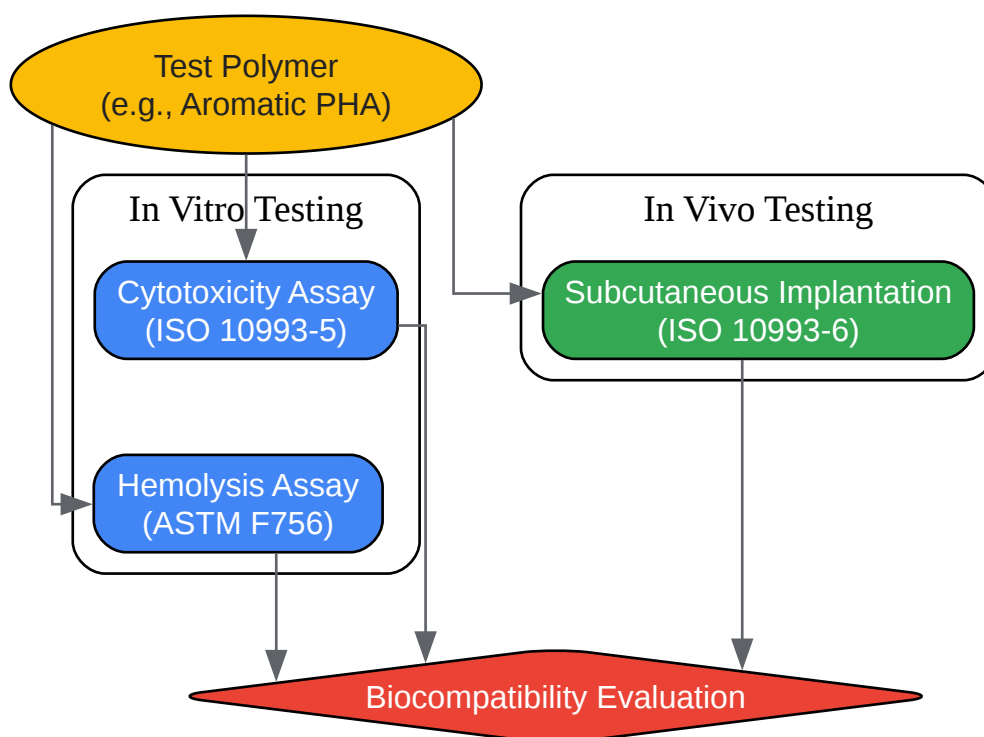 Test Polymer
(e.g., Aromatic PHA)
In Vitro Testing
In Vivo Testing
Cytotoxicity Assay
(ISO 10993-5)
Subcutaneous Implantation
(ISO 10993-6)
Hemolysis Assay
(ASTM F756)
Biocompatibility Evaluation